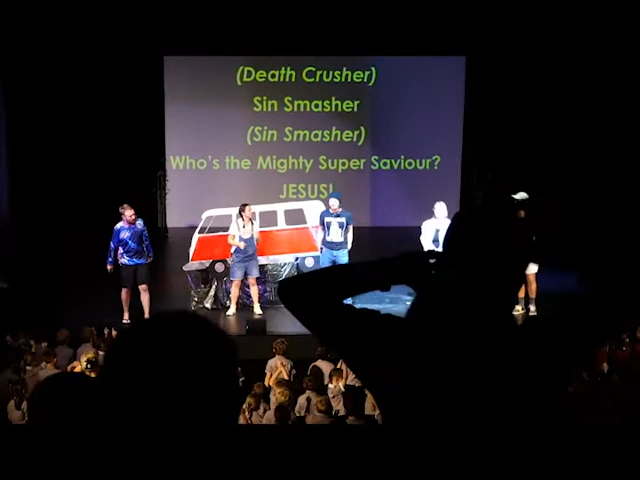 (Death Crusher)
Sin Smasher
(Sin Smasher)
Who's the Mighty Super Saviour?
JESUS!